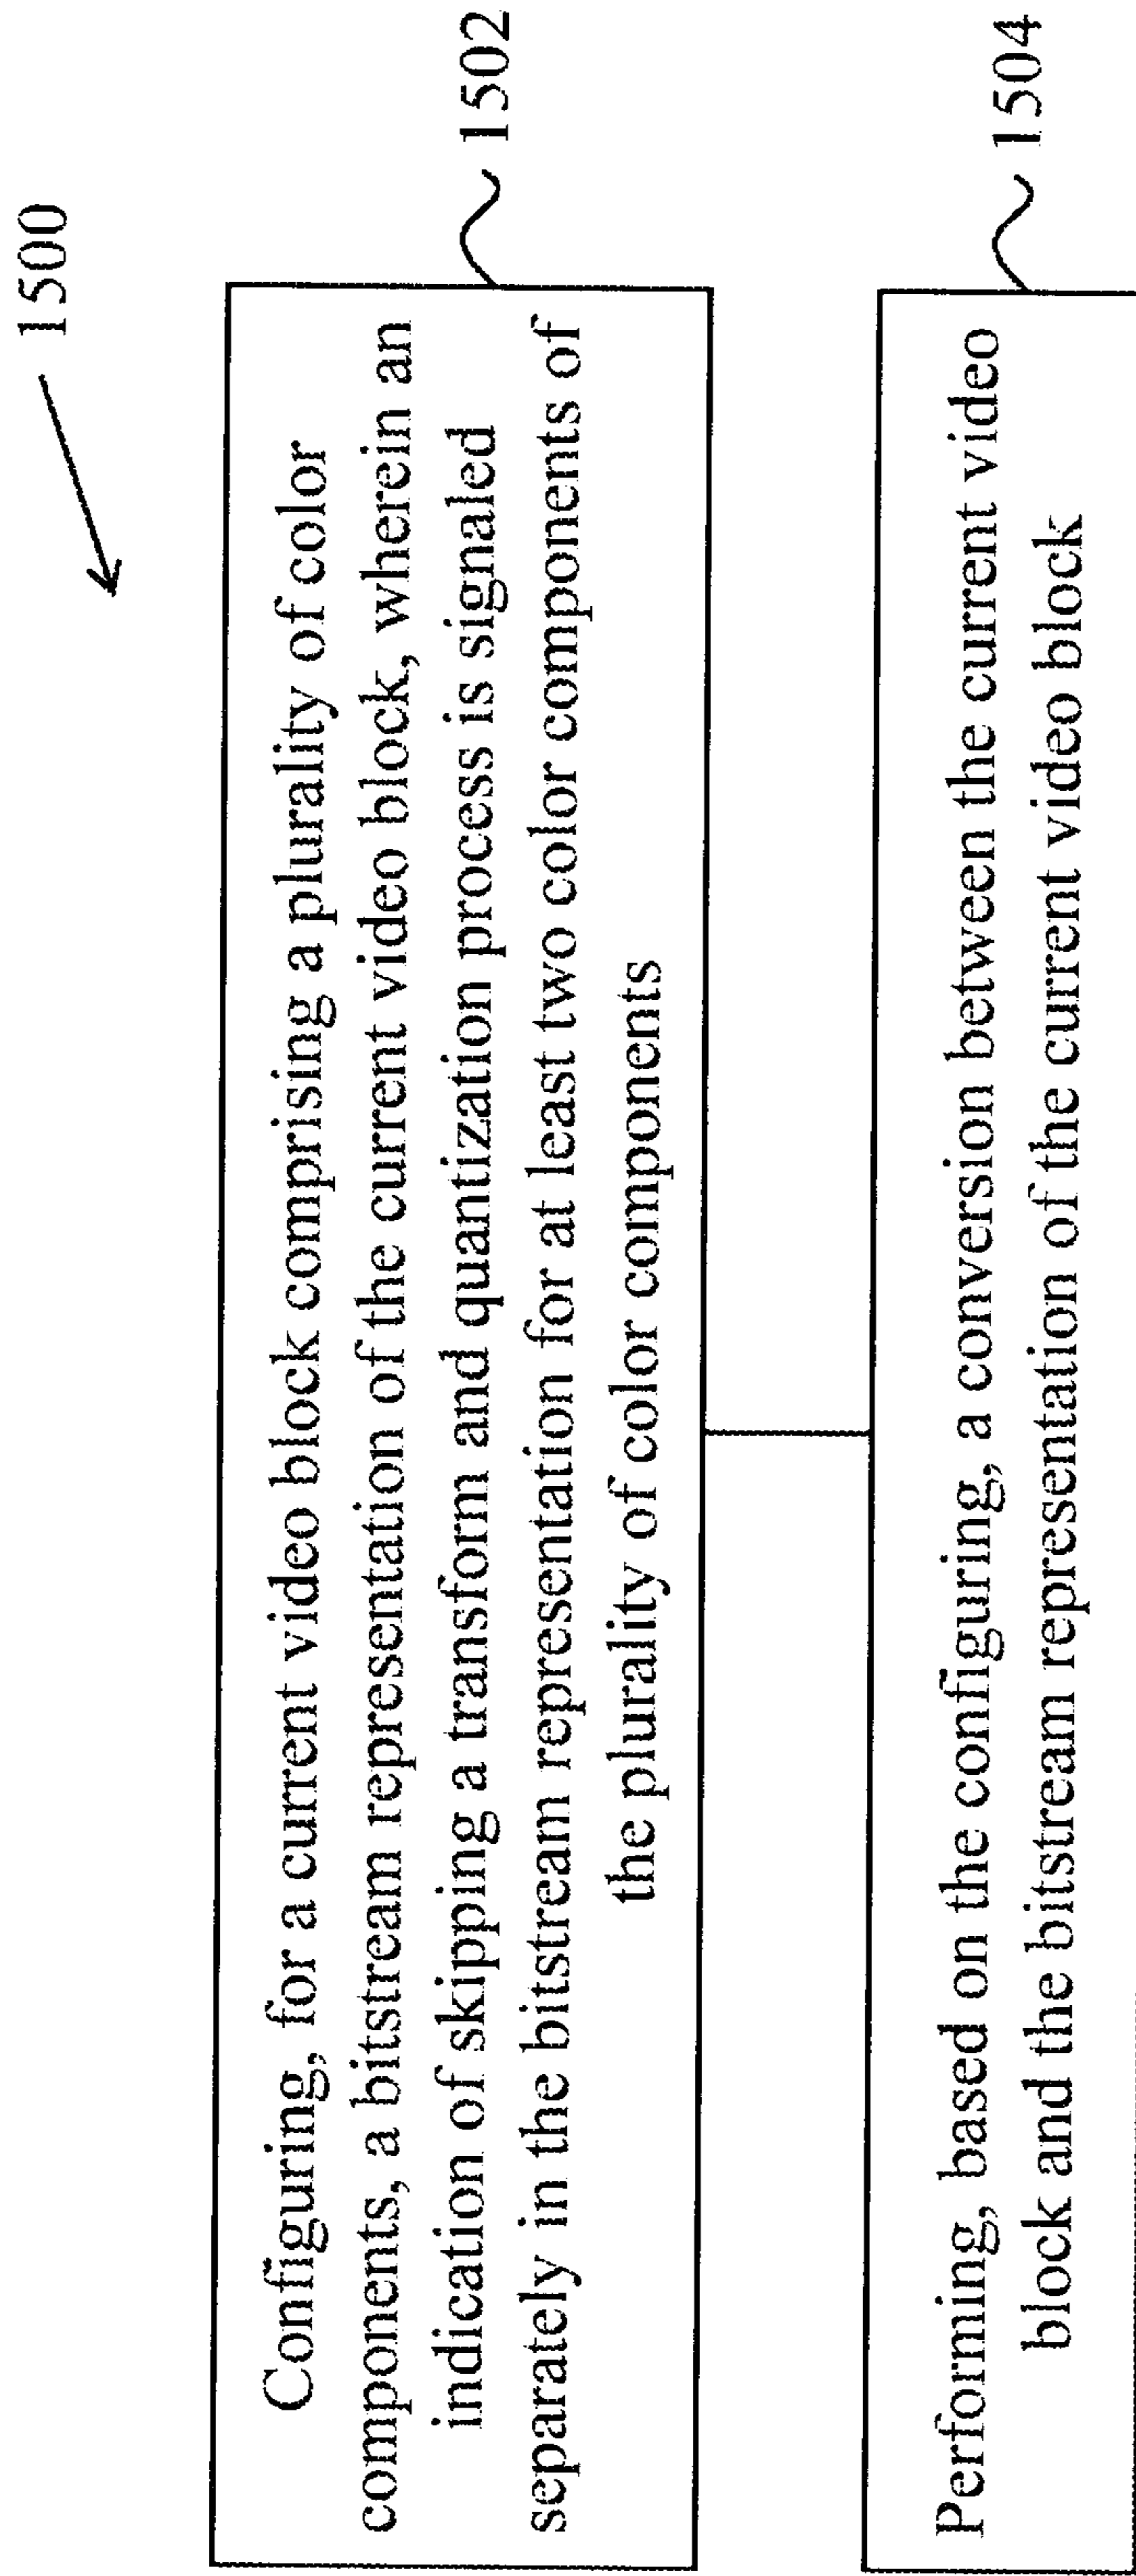 1500
Configuring, for a current video block comprising a plurality of color
components, a bitstream representation of the current video block, wherein an
indication of skipping a transform and quantization process is signaled
separately in the bitstream representation for at least two color components of
the plurality of color components
1502
Performing, based on the configuring, a conversion between the current video
block and the bitstream representation of the current video block
1504